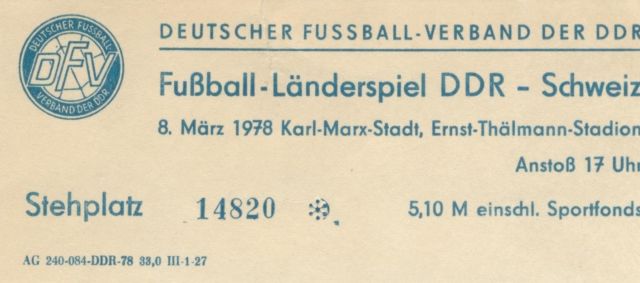 DEUTSCHER FUSSBALL-VERBAND DER DDR
DEUTSCHER FUSSBALL-
DFV
VERBAND DER DDR
Fußball-Länderspiel DDR - Schweiz
8. März 1978 Karl-Marx-Stadt, Ernst-Thälmann-Stadion
Anstoß 17 Uhr
Stehplatz 14820 5,10 M einschl. Sportfonds
AG 240-084-DDR-78 33,0 III-1-27